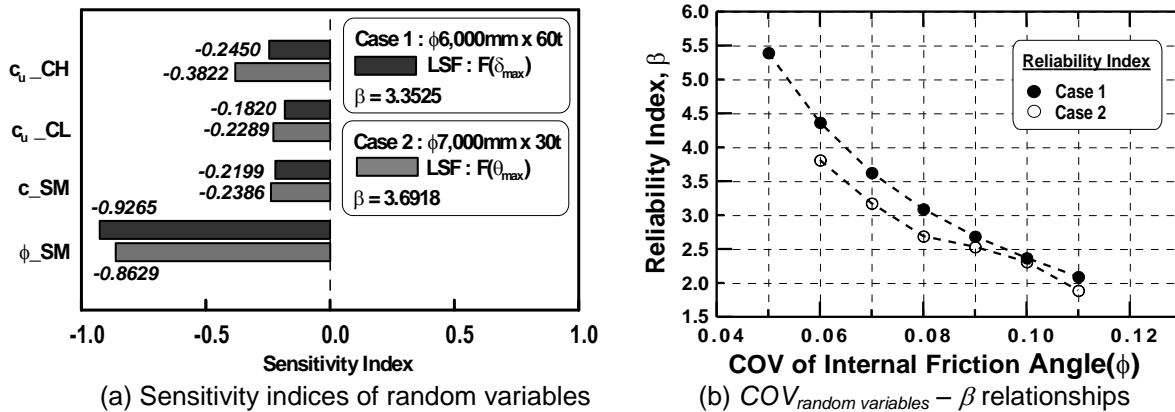 c_u_CH
-0.2450
-0.3822
c_u_CL
-0.1820
-0.2289
c_SM
-0.2199
-0.2386
ϕ_SM
-0.9265
-0.8629
Case 1 : ϕ6,000mm x 60t
LSF : F(δmax)
β = 3.3525
Case 2 : ϕ7,000mm x 30t
LSF : F(θmax)
β = 3.6918
-1.0 -0.5 0.0 0.5 1.0
Sensitivity Index
(a) Sensitivity indices of random variables
Reliability Index, β
6.0
5.5
5.0
4.5
4.0
3.5
3.0
2.5
2.0
1.5
Reliability Index
Case 1
Case 2
0.04 0.06 0.08 0.10 0.12
COV of Internal Friction Angle(ϕ)
(b) COVrandom variables – β relationships